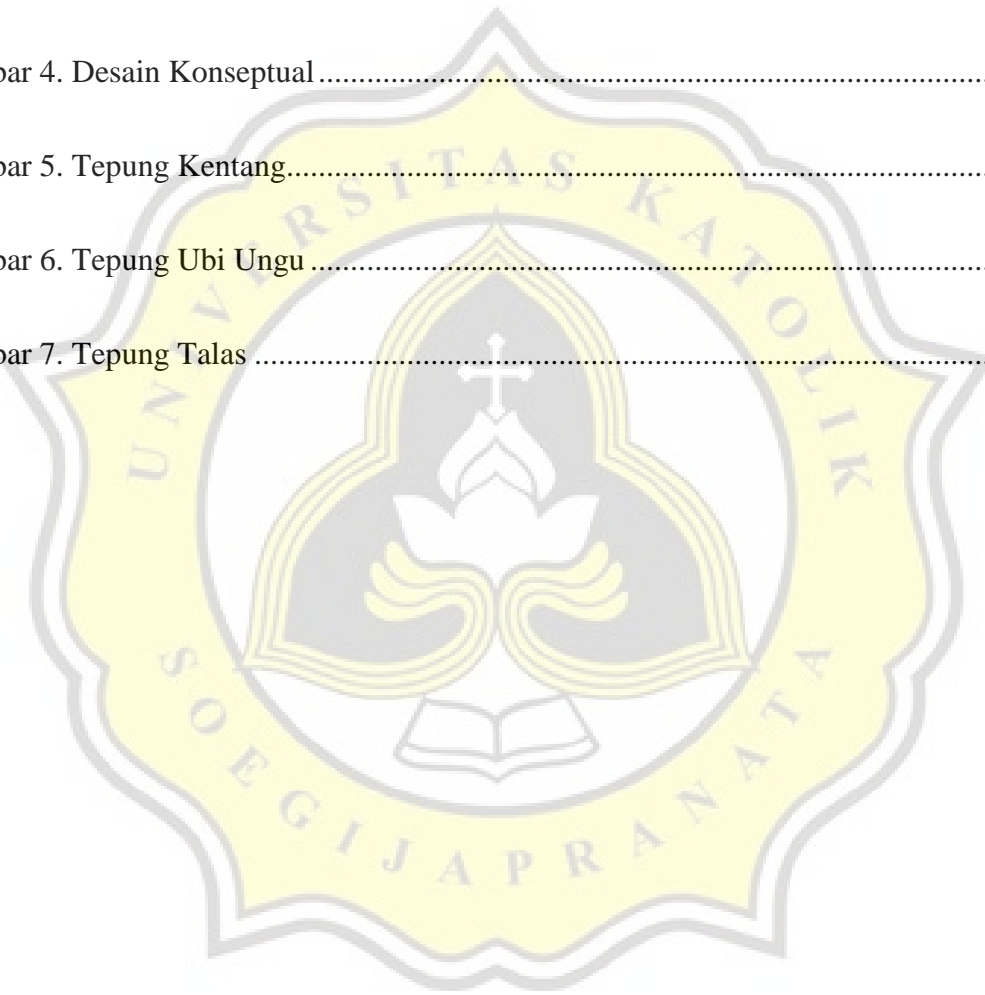 bar 4. Desain Konseptual....................................................................................
bar 5. Tepung Kentang........................................................................................
bar 6. Tepung Ubi Ungu.....................................................................................
bar 7. Tepung Talas............................................................................................
UNIVERSITAS KATOLIK
SOEGIJAPRANATA